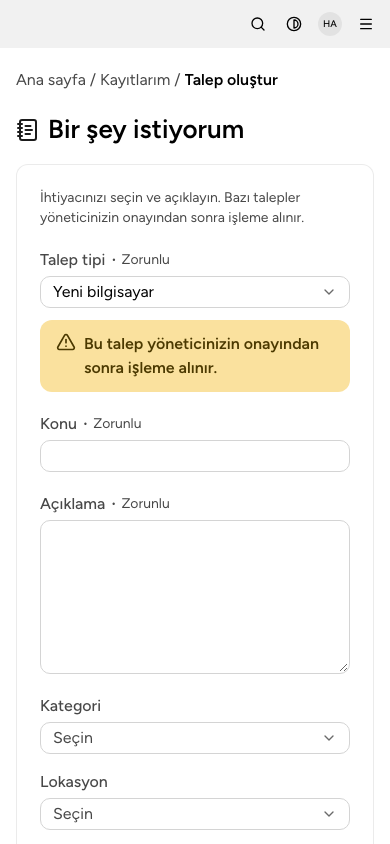 HA
Ana sayfa / Kayıtlarım / Talep oluştur
Bir şey istiyorum
İhtiyacınızı seçin ve açıklayın. Bazı talepler
yöneticinizin onayından sonra işleme alınır.
Talep tipi · Zorunlu
Yeni bilgisayar
Bu talep yöneticinizin onayından
sonra işleme alınır.
Konu · Zorunlu
Açıklama · Zorunlu
Kategori
Seçin
Lokasyon
Seçin